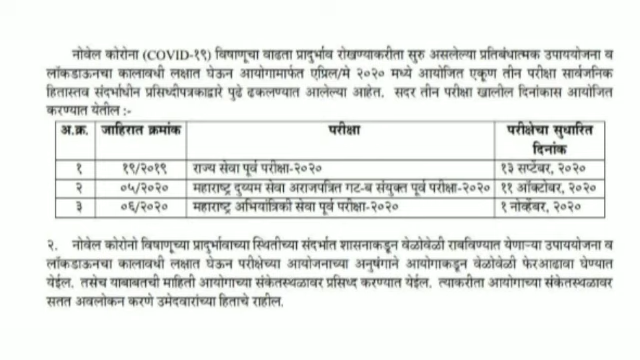 नोवेल कोरोना (COVID-१९) विषाणूचा वाढता प्रादुर्भाव रोखण्याकरीता सुरु असलेल्या प्रतिबंधात्मक उपाययोजना व
लॉकडाऊनचा कालावधी लक्षात घेऊन आयोगामार्फत एप्रिल/मे २०२० मध्ये आयोजित एकूण तीन परीक्षा सार्वजनिक
हितास्तव संदर्भाधीन प्रसिध्दीपत्रकाद्वारे पुढे ढकलण्यात आलेल्या आहेत. सदर तीन परीक्षा खालील दिनांकास आयोजित
करण्यात येतील :-
अ.क्र. जाहिरात क्रमांक परीक्षा परीक्षेचा सुधारित
दिनांक
१ १९/२०१९ राज्य सेवा पूर्व परीक्षा-२०२० १३ सप्टेंबर, २०२०
२ ०५/२०२० महाराष्ट्र दुय्यम सेवा अराजपत्रित गट-ब संयुक्त पूर्व परीक्षा-२०२० ११ ऑक्टोबर, २०२०
३ ०६/२०२० महाराष्ट्र अभियांत्रिकी सेवा पूर्व परीक्षा-२०२० १ नोव्हेंबर, २०२०
२. नोवेल कोरोनो विषाणूच्या प्रादुर्भावाच्या स्थितीच्या संदर्भात शासनाकडून वेळोवेळी राबविण्यात येणाऱ्या उपाययोजना व
लॉकडाऊनचा कालावधी लक्षात घेऊन परीक्षेच्या आयोजनाच्या अनुषंगाने आयोगाकडून वेळोवेळी फेरआढावा घेण्यात
येईल. तसेच याबाबतची माहिती आयोगाच्या संकेतस्थळावर प्रसिध्द करण्यात येईल. त्याकरीता आयोगाच्या संकेतस्थळावर
सतत अवलोकन करणे उमेदवारांच्या हिताचे राहील.